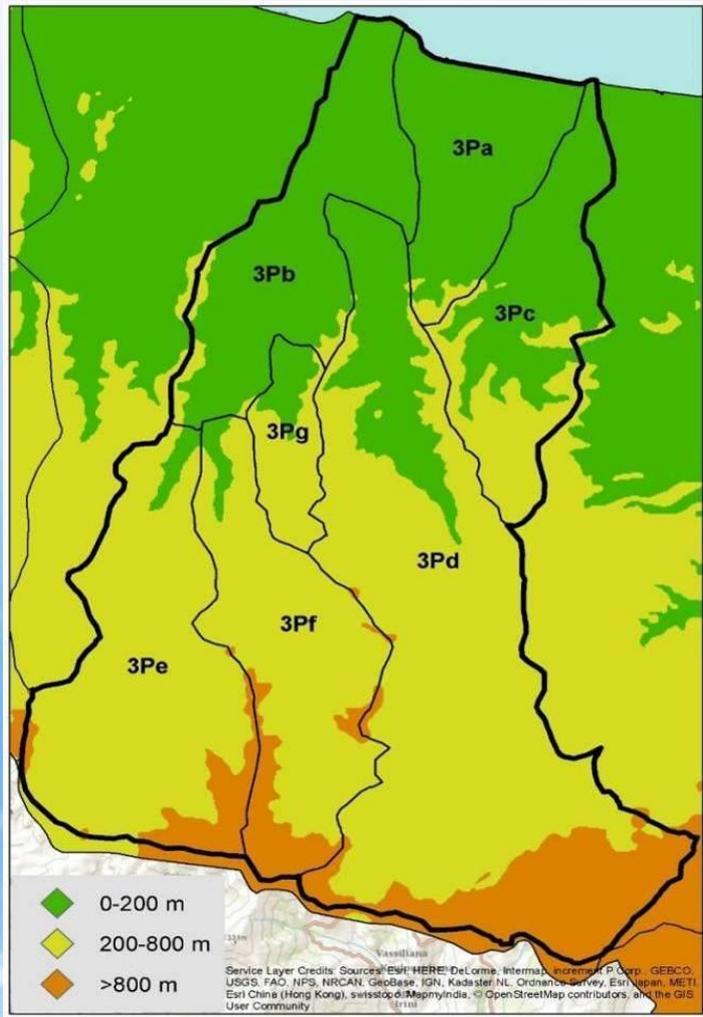 3Pa
3Pb
3Pc
3Pg
3Pd
3Pf
3Pe
0-200 m
200-800 m
>800 m
Vassiliana
Irini
Service Layer Credits: Sources: Esri, HERE, DeLorme, Intermap, increment P Corp., GEBCO,
USGS, FAO, NPS, NRCAN, GeoBase, IGN, Kadaster NL, Ordnance Survey, Esri Japan, METI,
Esri China (Hong Kong), swisstopo, MapmyIndia, © OpenStreetMap contributors, and the GIS
User Community